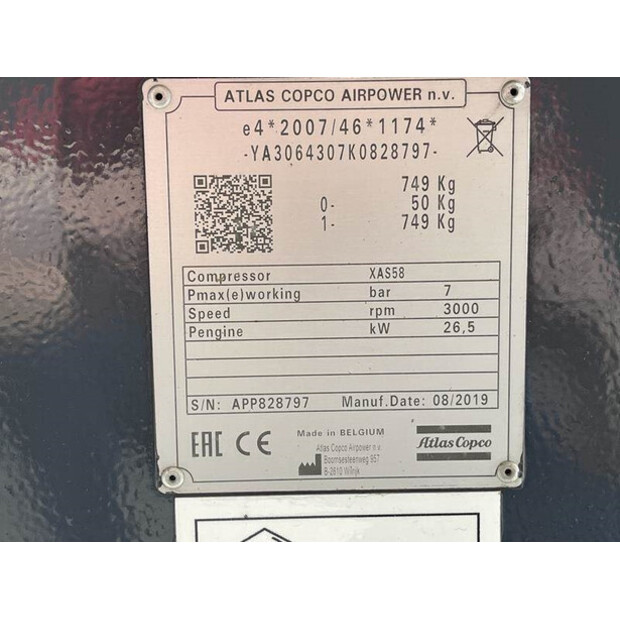 ATLAS COPCO AIRPOWER n.v.
e4*2007/46*1174*
-YA3064307K0828797-
749 Kg
0- 50 Kg
1- 749 Kg
Compressor XAS58
Pmax(e)working bar 7
Speed rpm 3000
Pengine kW 26,5
S/N: APP828797 Manuf.Date: 08/2019
EAC CE
Made in BELGIUM
Atlas Copco Airpower n.v.
Boomsesteenweg 957
B-2610 Wilrijk
Atlas Copco